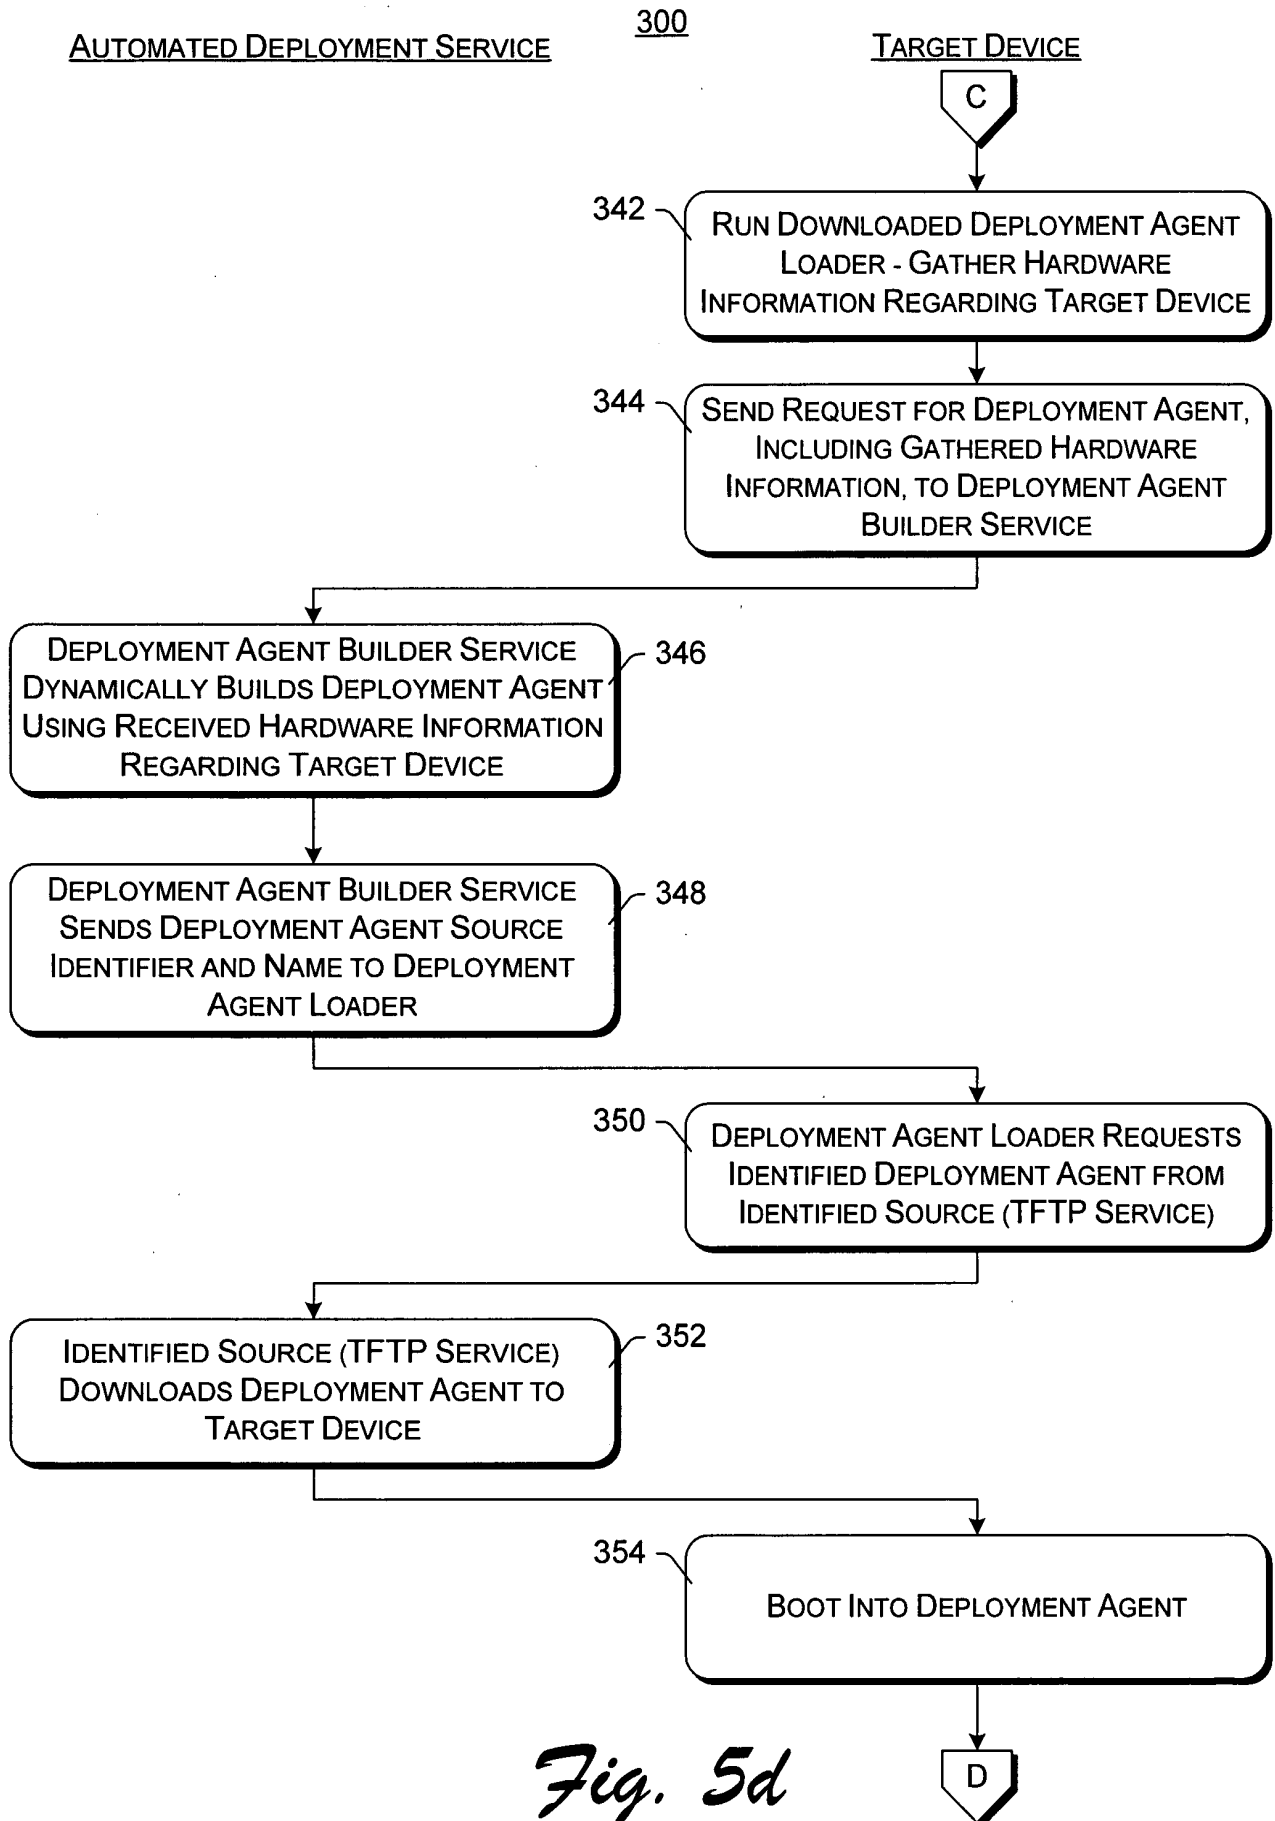 300
AUTOMATED DEPLOYMENT SERVICE
TARGET DEVICE
C
342
RUN DOWNLOADED DEPLOYMENT AGENT
LOADER - GATHER HARDWARE
INFORMATION REGARDING TARGET DEVICE
344
SEND REQUEST FOR DEPLOYMENT AGENT,
INCLUDING GATHERED HARDWARE
INFORMATION, TO DEPLOYMENT AGENT
BUILDER SERVICE
DEPLOYMENT AGENT BUILDER SERVICE
DYNAMICALLY BUILDS DEPLOYMENT AGENT
USING RECEIVED HARDWARE INFORMATION
REGARDING TARGET DEVICE
346
DEPLOYMENT AGENT BUILDER SERVICE
SENDS DEPLOYMENT AGENT SOURCE
IDENTIFIER AND NAME TO DEPLOYMENT
AGENT LOADER
348
350
DEPLOYMENT AGENT LOADER REQUESTS
IDENTIFIED DEPLOYMENT AGENT FROM
IDENTIFIED SOURCE (TFTP SERVICE)
IDENTIFIED SOURCE (TFTP SERVICE)
DOWNLOADS DEPLOYMENT AGENT TO
TARGET DEVICE
352
354
BOOT INTO DEPLOYMENT AGENT
D
Fig. 5d